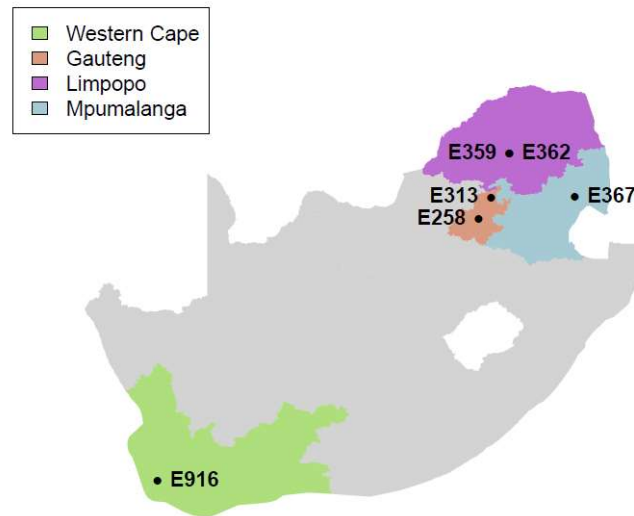 Western Cape
Gauteng
Limpopo
Mpumalanga
E359 E362
E313 E367
E258
E916